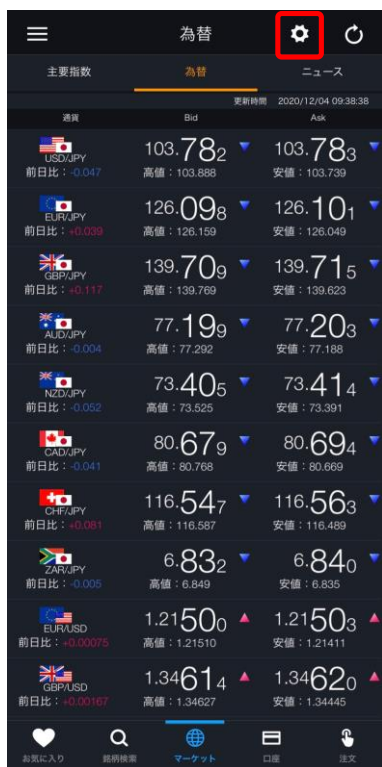 為替
主要指数 為替 ニュース
更新時間 2020/12/04 09:38:38
通貨 Bid Ask
USD/JPY 103.782 103.783
前日比：-0.047 高値：103.888 安値：103.739
EUR/JPY 126.098 126.101
前日比：+0.039 高値：126.159 安値：126.049
GBP/JPY 139.709 139.715
前日比：+0.117 高値：139.769 安値：139.623
AUD/JPY 77.199 77.203
前日比：-0.004 高値：77.292 安値：77.188
NZD/JPY 73.405 73.414
前日比：-0.052 高値：73.525 安値：73.391
CAD/JPY 80.679 80.694
前日比：-0.041 高値：80.768 安値：80.669
CHF/JPY 116.547 116.563
前日比：+0.081 高値：116.587 安値：116.489
ZAR/JPY 6.832 6.840
前日比：-0.005 高値：6.849 安値：6.835
EUR/USD 1.21500 1.21503
前日比：+0.00075 高値：1.21510 安値：1.21411
GBP/USD 1.34614 1.34620
前日比：+0.00167 高値：1.34627 安値：1.34445
お気に入り 銘柄検索 マーケット 口座 注文